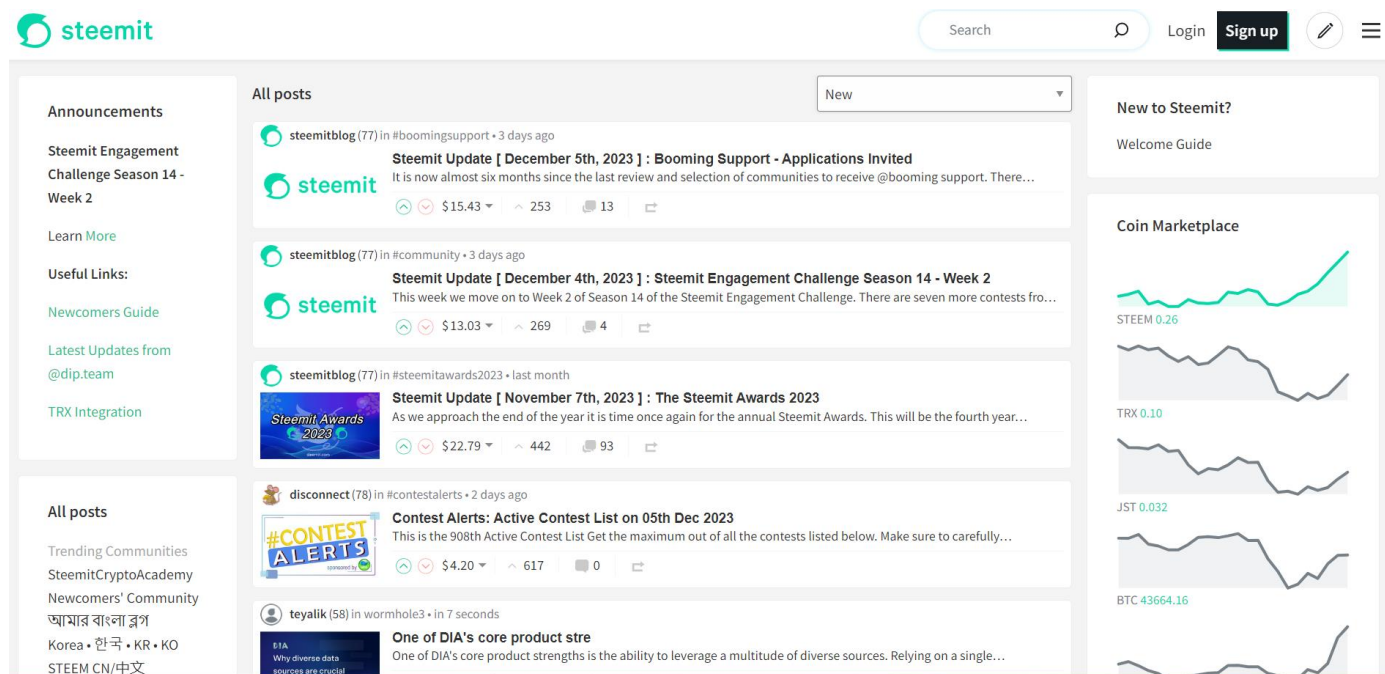 steemit
Search
Login
Sign up
Announcements
Steemit Engagement
Challenge Season 14 -
Week 2
Learn More
Useful Links:
Newcomers Guide
Latest Updates from
@dip.team
TRX Integration
All posts
Trending Communities
SteemitCryptoAcademy
Newcomers' Community
আমার বাংলা ব্লগ
Korea • 한국 • KR • KO
STEEM CN/中文
All posts
New
steemitblog (77) in #boomingsupport • 3 days ago
steemit
Steemit Update [ December 5th, 2023 ] : Booming Support - Applications Invited
It is now almost six months since the last review and selection of communities to receive @booming support. There…
$15.43 253 13
steemitblog (77) in #community • 3 days ago
steemit
Steemit Update [ December 4th, 2023 ] : Steemit Engagement Challenge Season 14 - Week 2
This week we move on to Week 2 of Season 14 of the Steemit Engagement Challenge. There are seven more contests fro…
$13.03 269 4
steemitblog (77) in #steemitawards2023 • last month
Steemit Awards
2023
Steemit Update [ November 7th, 2023 ] : The Steemit Awards 2023
As we approach the end of the year it is time once again for the annual Steemit Awards. This will be the fourth year…
$22.79 442 93
disconnect (78) in #contestalerts • 2 days ago
#CONTEST
ALERTS
sponsored by
Contest Alerts: Active Contest List on 05th Dec 2023
This is the 908th Active Contest List Get the maximum out of all the contests listed below. Make sure to carefully…
$4.20 617 0
teyalik (58) in wormhole3 • in 7 seconds
DIA
Why diverse data
sources are crucial
One of DIA's core product stre
One of DIA's core product strengths is the ability to leverage a multitude of diverse sources. Relying on a single…
New to Steemit?
Welcome Guide
Coin Marketplace
STEEM 0.26
TRX 0.10
JST 0.032
BTC 43664.16